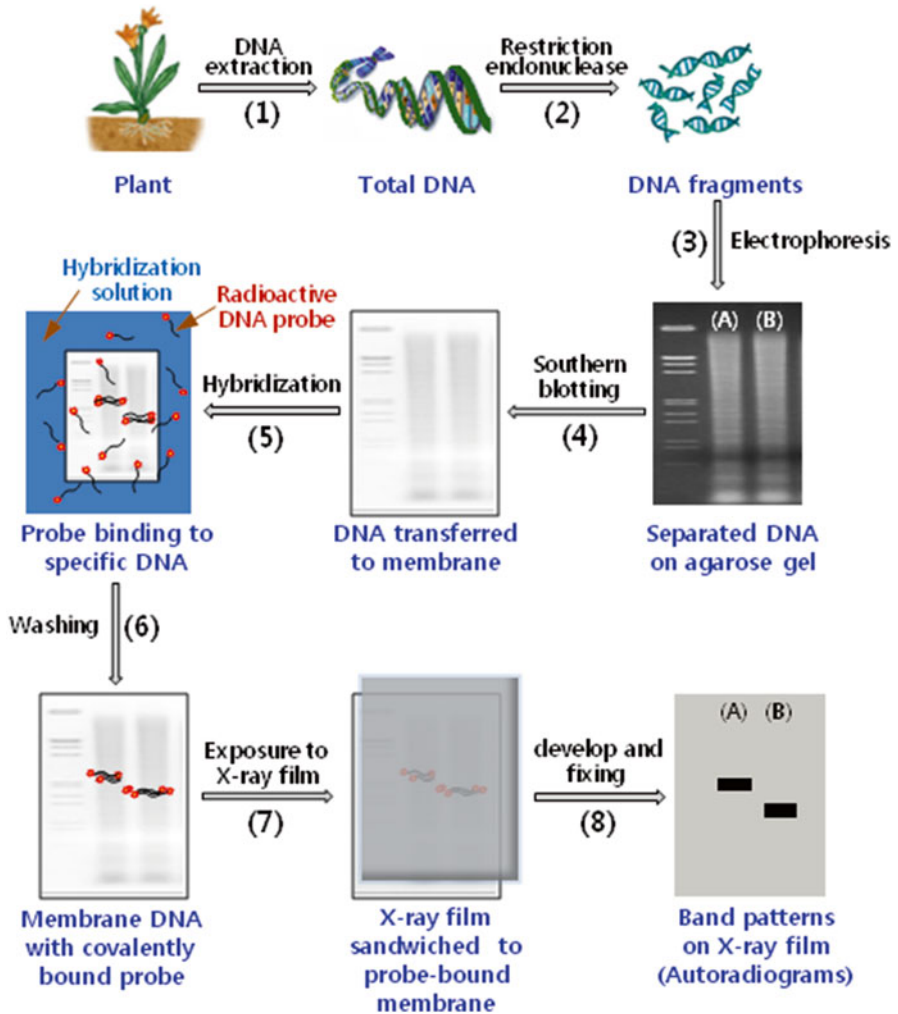 DNA
extraction
(1)
Restriction
endonuclease
(2)
Plant
Total DNA
DNA fragments
(3)
Electrophoresis
(A) (B)
Separated DNA
on agarose gel
Southern
blotting
(4)
DNA transferred
to membrane
Hybridization
(5)
Hybridization
solution
Radioactive
DNA probe
Probe binding to
specific DNA
Washing
(6)
Membrane DNA
with covalently
bound probe
Exposure to
X-ray film
(7)
X-ray film
sandwiched to
probe-bound
membrane
develop and
fixing
(8)
(A) (B)
Band patterns
on X-ray film
(Autoradiograms)